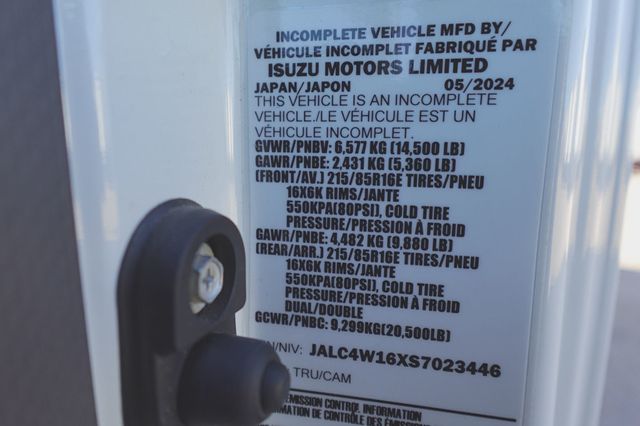 INCOMPLETE VEHICLE MFD BY/
VÉHICULE INCOMPLET FABRIQUÉ PAR
ISUZU MOTORS LIMITED
JAPAN/JAPON 05/2024
THIS VEHICLE IS AN INCOMPLETE
VEHICLE./LE VÉHICULE EST UN
VÉHICULE INCOMPLET.
GVWR/PNBV: 6,577 KG (14,500 LB)
GAWR/PNBE: 2,431 KG (5,360 LB)
(FRONT/AV.) 215/85R16E TIRES/PNEU
16X6K RIMS/JANTE
550KPA(80PSI), COLD TIRE
PRESSURE/PRESSION À FROID
GAWR/PNBE: 4,482 KG (9,880 LB)
(REAR/ARR.) 215/85R16E TIRES/PNEU
16X6K RIMS/JANTE
550KPA(80PSI), COLD TIRE
PRESSURE/PRESSION À FROID
DUAL/DOUBLE
GCWR/PNBC: 9,299KG(20,500LB)
N/NIV: JALC4W16XS7023446
TRU/CAM
EMISSION CONTROL INFORMATION
MATION DE CONTRÔLE DES